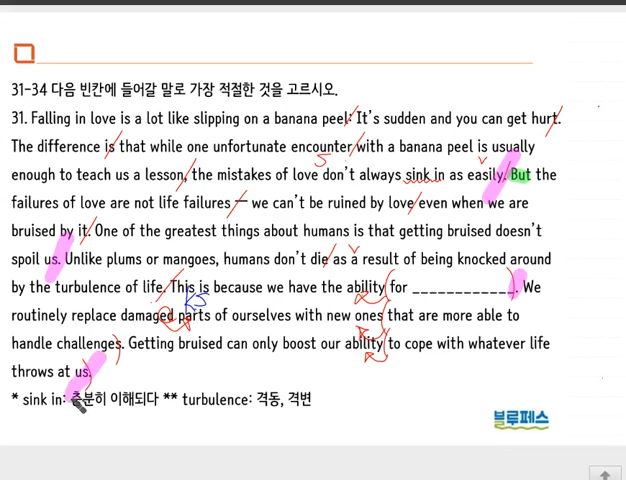 31-34 다음 빈칸에 들어갈 말로 가장 적절한 것을 고르시오.
31. Falling in love is a lot like slipping on a banana peel: It's sudden and you can get hurt.
The difference is that while one unfortunate encounter with a banana peel is usually
enough to teach us a lesson, the mistakes of love don't always sink in as easily. But the
failures of love are not life failures — we can't be ruined by love even when we are
bruised by it. One of the greatest things about humans is that getting bruised doesn't
spoil us. Unlike plums or mangoes, humans don't die as a result of being knocked around
by the turbulence of life. This is because we have the ability for ____________. We
routinely replace damaged parts of ourselves with new ones that are more able to
handle challenges. Getting bruised can only boost our ability to cope with whatever life
throws at us.
* sink in: 충분히 이해되다 ** turbulence: 격동, 격변
블루페스